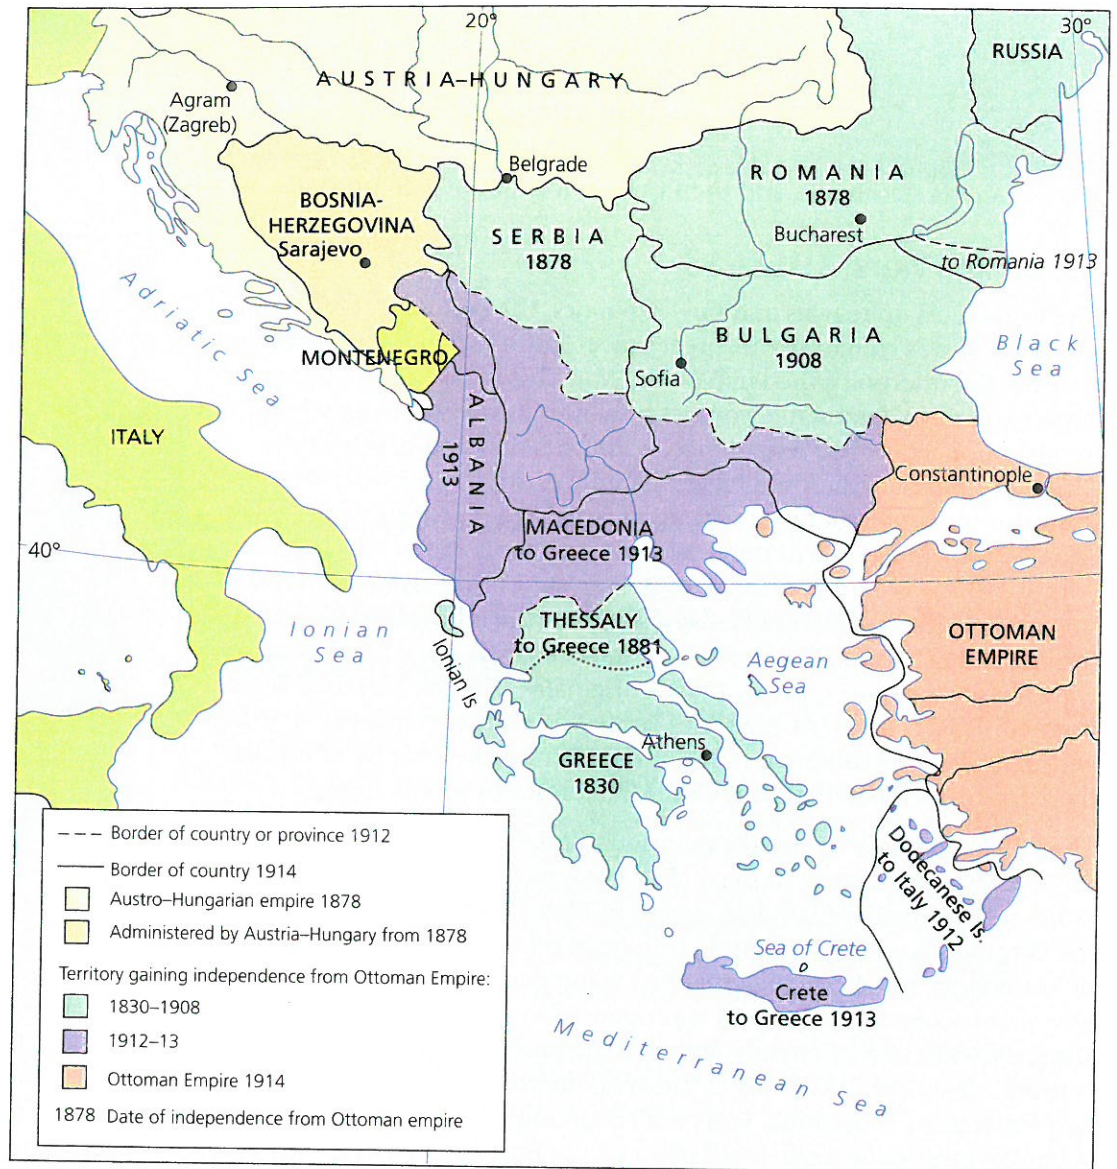 20°
30°
RUSSIA
AUSTRIA–HUNGARY
Agram
(Zagreb)
Belgrade
ROMANIA
1878
BOSNIA-
HERZEGOVINA
Sarajevo
SERBIA
1878
Bucharest
to Romania 1913
Adriatic Sea
BULGARIA
1908
Black
Sea
MONTENEGRO
Sofia
ITALY
ALBANIA
1913
Constantinople
MACEDONIA
to Greece 1913
40°
THESSALY
to Greece 1881
Ionian
Sea
Ionian Is
OTTOMAN
EMPIRE
Aegean
Sea
Athens
GREECE
1830
Dodecanese Is.
to Italy 1912
Sea of Crete
Crete
to Greece 1913
Mediterranean Sea
Border of country or province 1912
Border of country 1914
Austro–Hungarian empire 1878
Administered by Austria–Hungary from 1878
Territory gaining independence from Ottoman Empire:
1830–1908
1912–13
Ottoman Empire 1914
1878 Date of independence from Ottoman empire